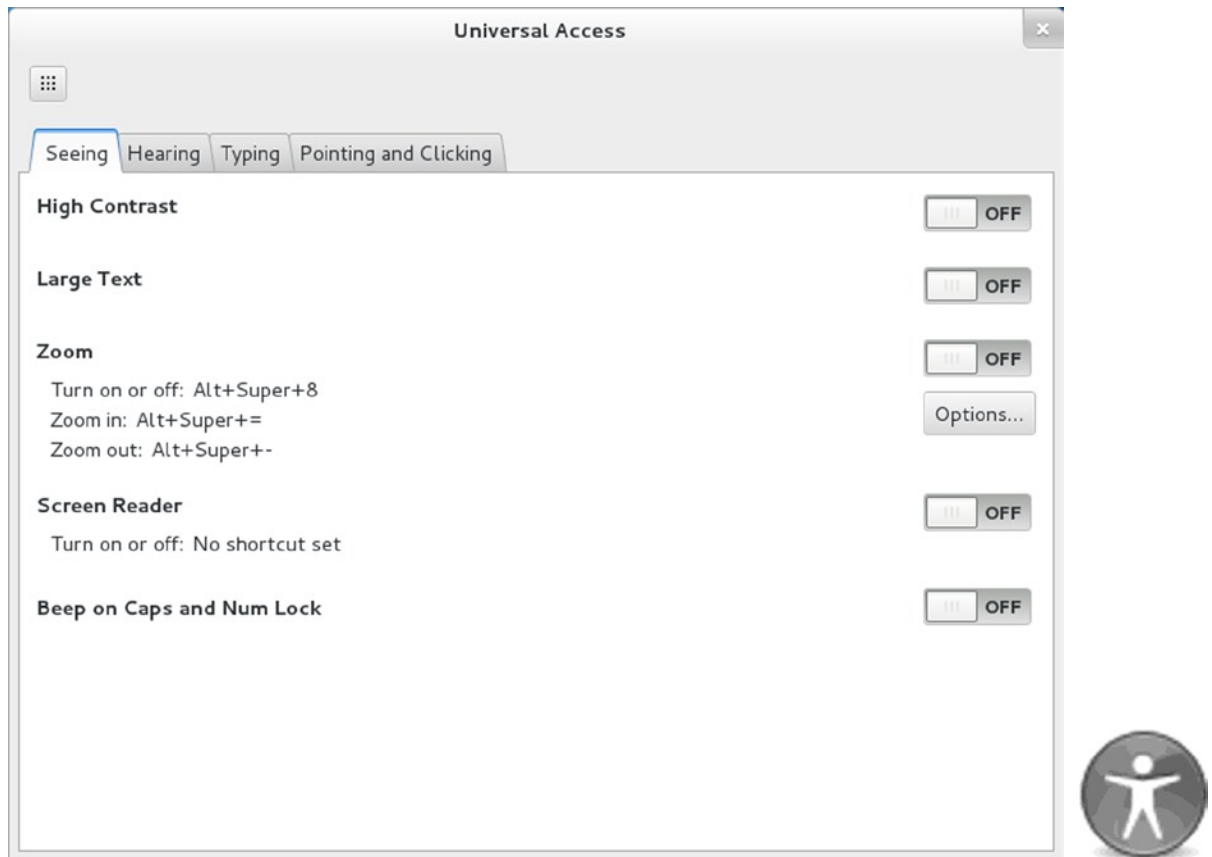 Universal Access
Seeing Hearing Typing Pointing and Clicking
High Contrast OFF
Large Text OFF
Zoom OFF
Turn on or off: Alt+Super+8
Zoom in: Alt+Super+=
Options...
Zoom out: Alt+Super+-
Screen Reader OFF
Turn on or off: No shortcut set
Beep on Caps and Num Lock OFF